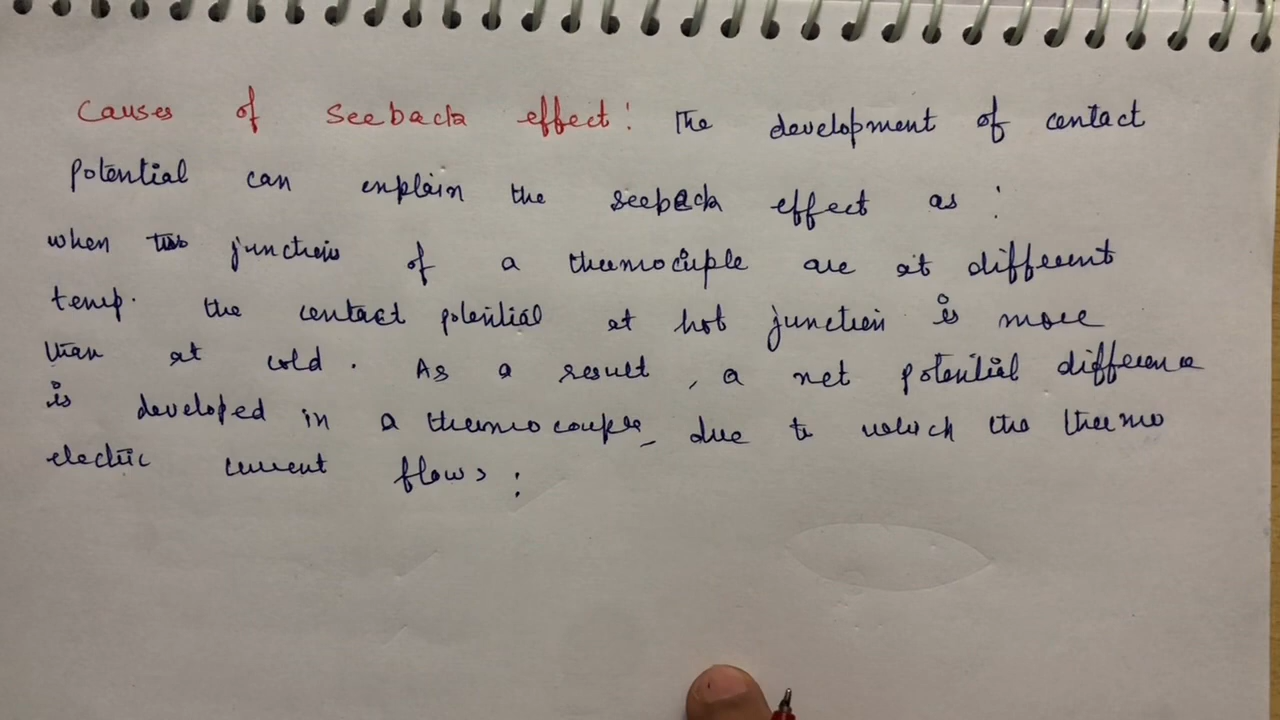 Causes of Seeback effect: The development of contact
potential can explain the seeback effect as :
when two junction of a thermocuple are at different
temp. the contact potential at hot junction is more
than at cold. As a result, a net potential difference
is developed in a thermocouple, due to which the thermo
electric current flows :